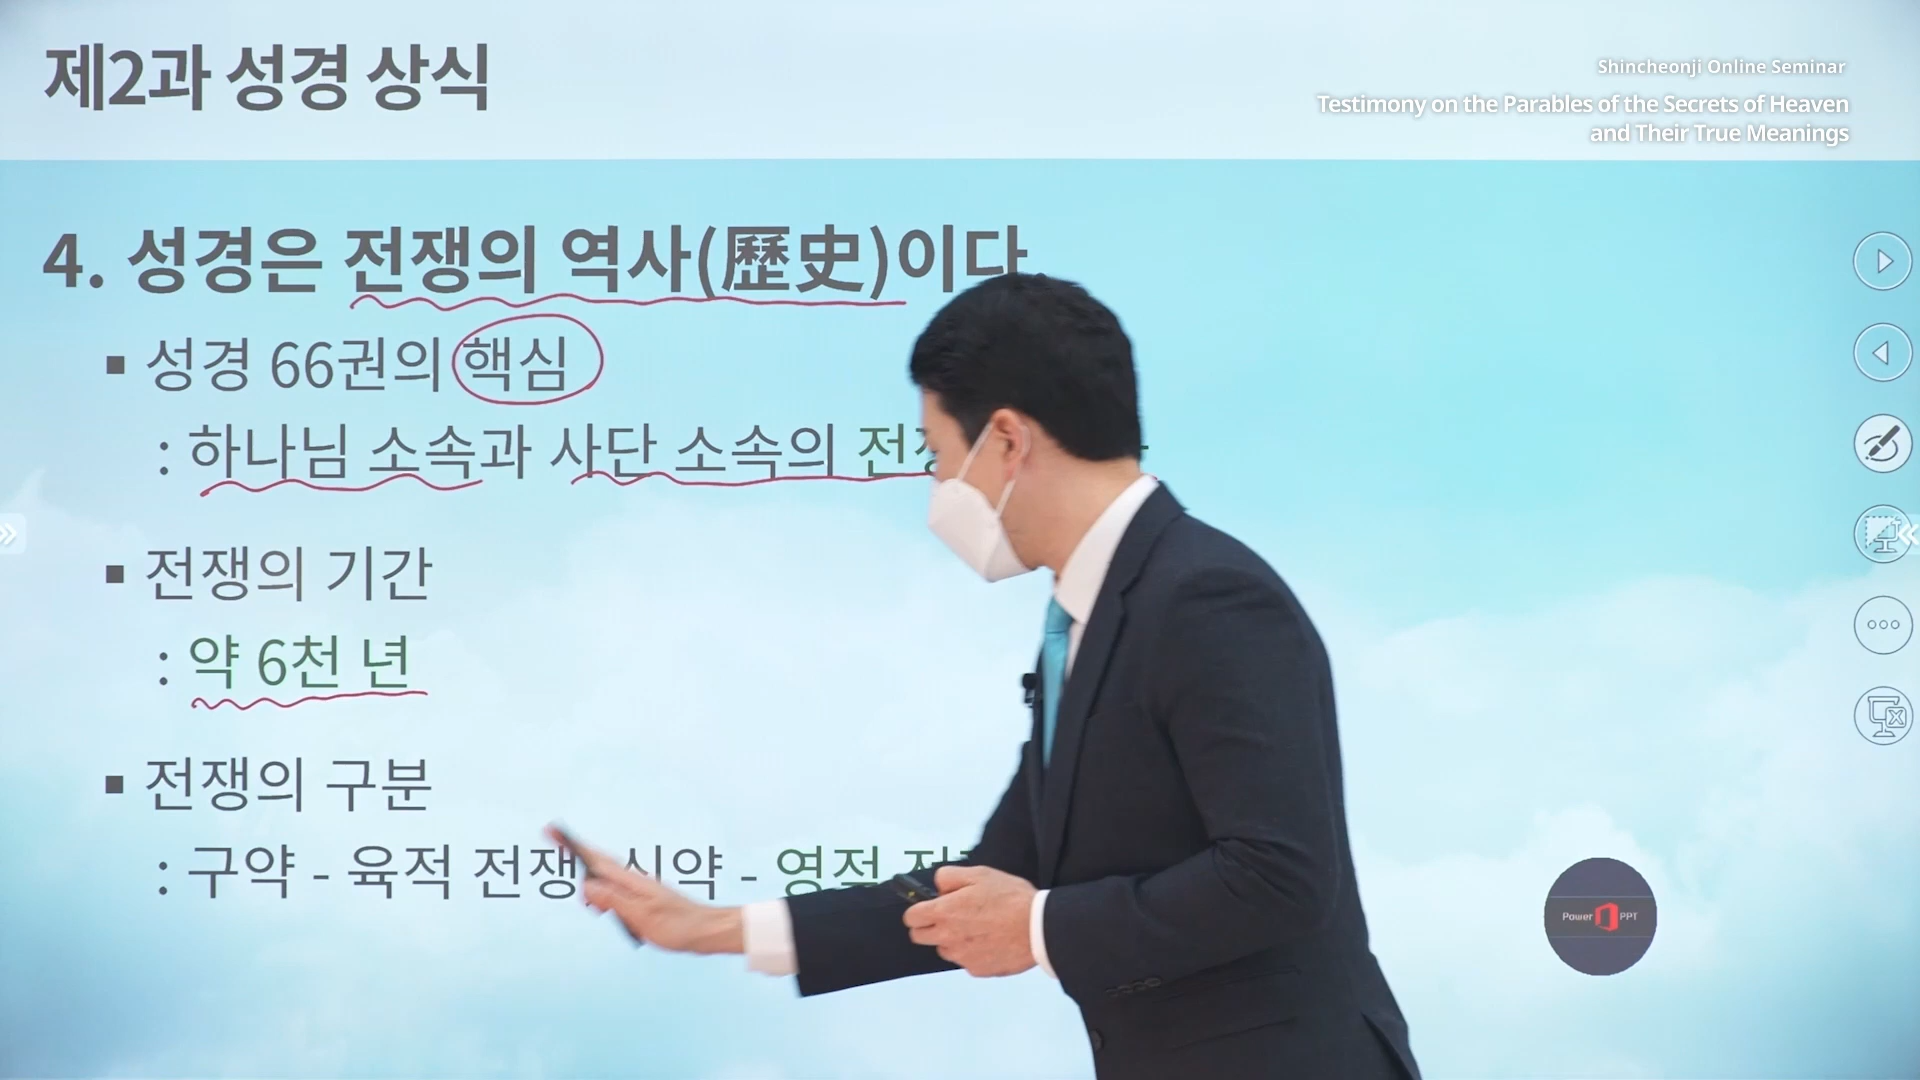 제2과 성경 상식
Shincheonji Online Seminar
Testimony on the Parables of the Secrets of Heaven
and Their True Meanings
4. 성경은 전쟁의 역사(歷史)이다
▪ 성경 66권의 핵심
: 하나님 소속과 사단 소속의
▪ 전쟁의 기간
: 약 6천 년
▪ 전쟁의 구분
: 구약 - 육적 전쟁 신약 - 영적
Power PPT